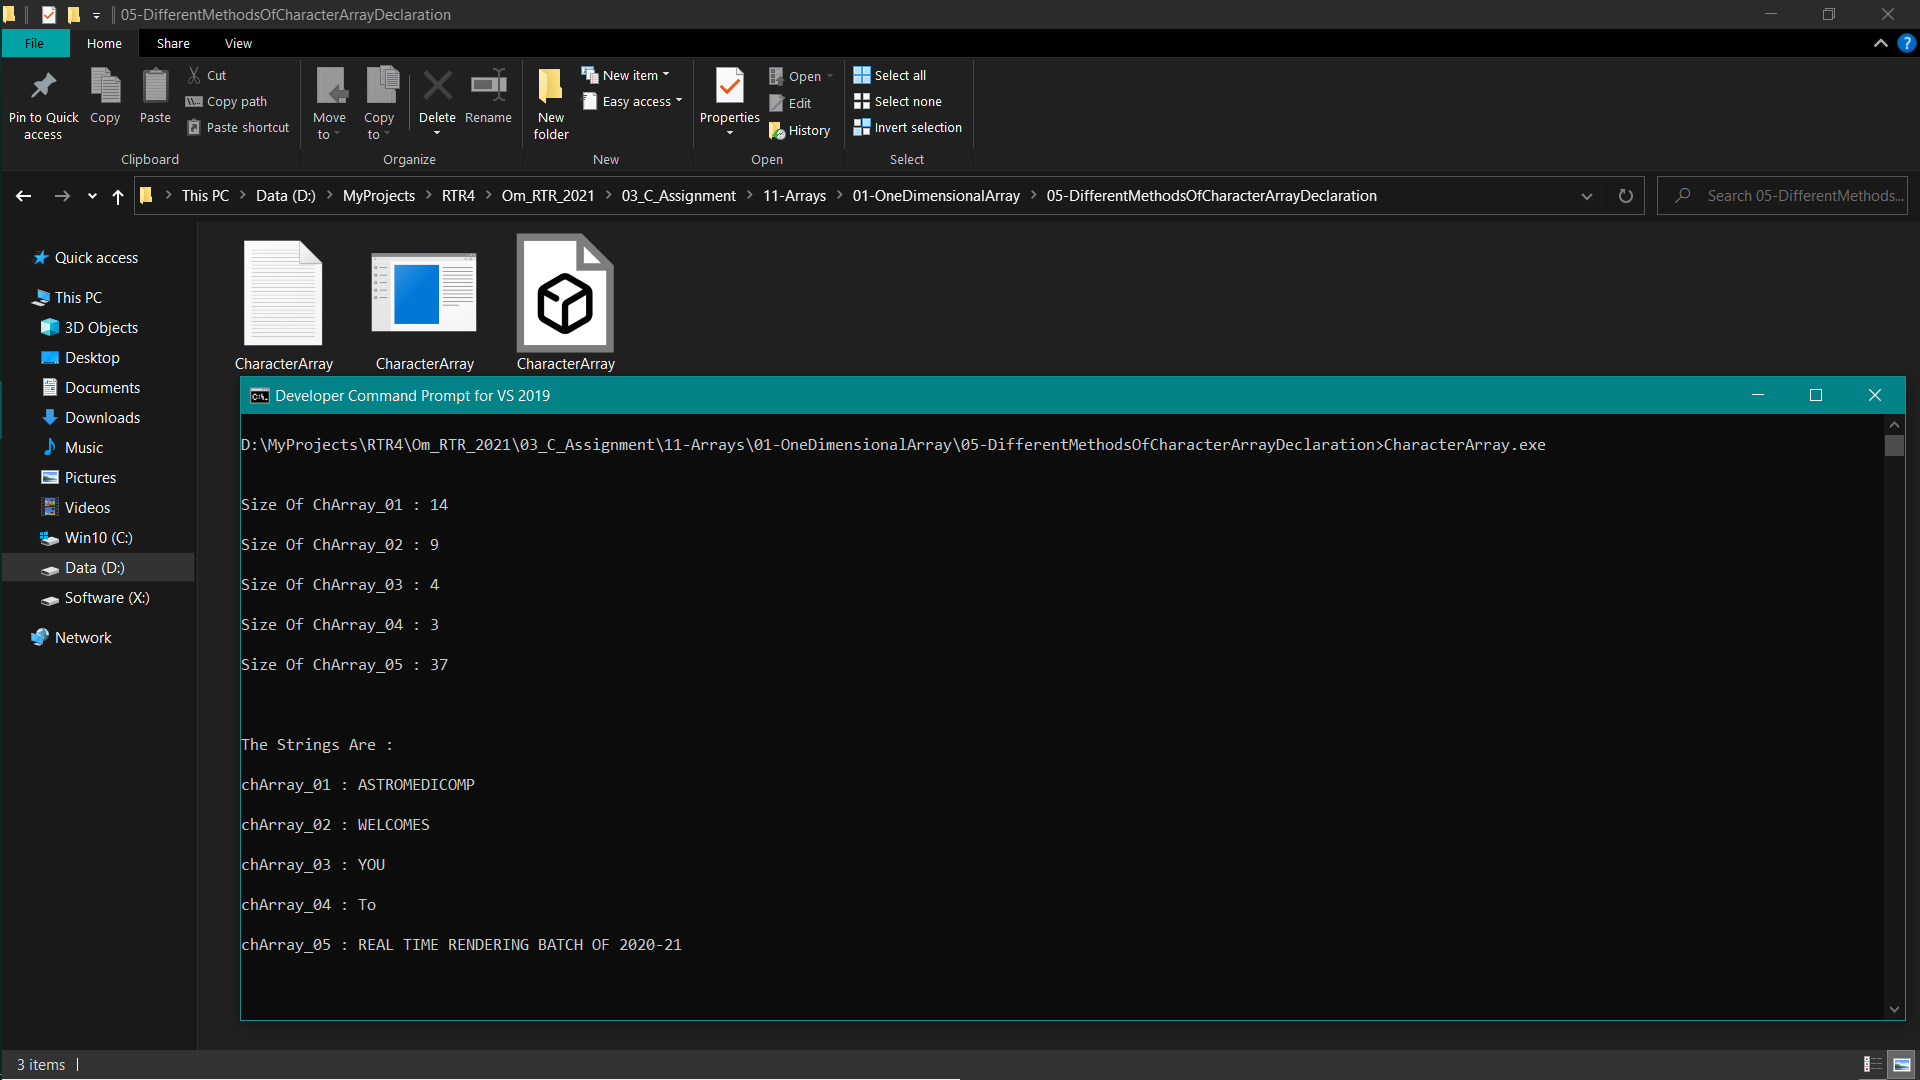 05-DifferentMethodsOfCharacterArrayDeclaration
File Home Share View
Pin to Quick access
Copy
Paste
Cut
Copy path
Paste shortcut
Clipboard
Move to
Copy to
Delete
Rename
Organize
New folder
New item
Easy access
New
Properties
Open
Edit
History
Open
Select all
Select none
Invert selection
Select
This PC > Data (D:) > MyProjects > RTR4 > Om_RTR_2021 > 03_C_Assignment > 11-Arrays > 01-OneDimensionalArray > 05-DifferentMethodsOfCharacterArrayDeclaration
Search 05-DifferentMethods...
Quick access
This PC
3D Objects
Desktop
Documents
Downloads
Music
Pictures
Videos
Win10 (C:)
Data (D:)
Software (X:)
Network
CharacterArray CharacterArray CharacterArray
Developer Command Prompt for VS 2019
D:\MyProjects\RTR4\Om_RTR_2021\03_C_Assignment\11-Arrays\01-OneDimensionalArray\05-DifferentMethodsOfCharacterArrayDeclaration>CharacterArray.exe
Size Of ChArray_01 : 14
Size Of ChArray_02 : 9
Size Of ChArray_03 : 4
Size Of ChArray_04 : 3
Size Of ChArray_05 : 37
The Strings Are :
chArray_01 : ASTROMEDICOMP
chArray_02 : WELCOMES
chArray_03 : YOU
chArray_04 : To
chArray_05 : REAL TIME RENDERING BATCH OF 2020-21
3 items